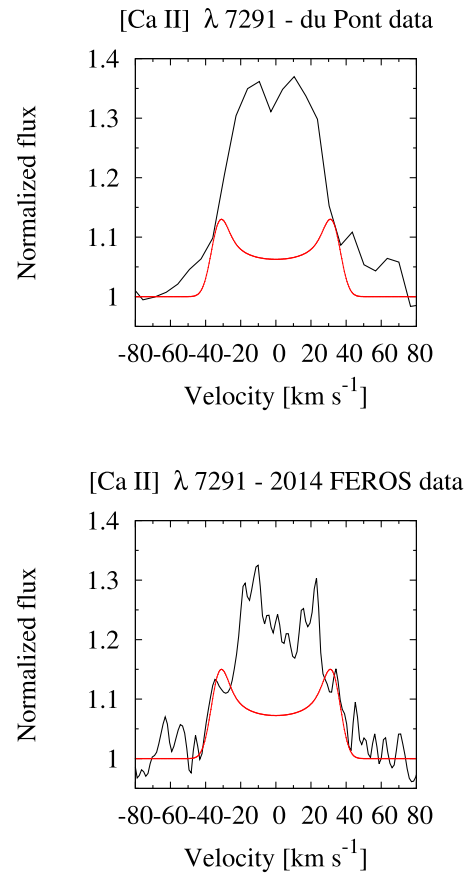 [Ca II] λ 7291 - du Pont data
1.4
1.3
1.2
1.1
1
Normalized flux
-80 -60 -40 -20 0 20 40 60 80
Velocity [km s-1]
[Ca II] λ 7291 - 2014 FEROS data
1.4
1.3
1.2
1.1
1
Normalized flux
-80 -60 -40 -20 0 20 40 60 80
Velocity [km s-1]